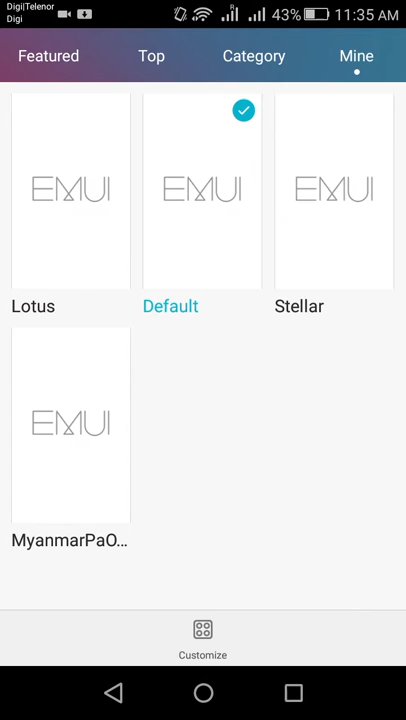 Digi|Telenor
Digi
R
43%
11:35 AM
Featured
Top
Category
Mine
EMUI
EMUI
EMUI
Lotus
Default
Stellar
EMUI
MyanmarPaO...
Customize